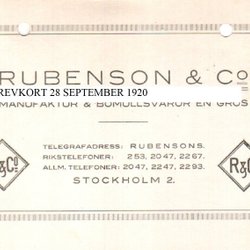 RUBENSON & Co
REVKORT 28 SEPTEMBER 1920
MANUFAKTUR & BOMULLSVAROR EN GROS
TELEGRAFADRESS: RUBENSONS.
RIKSTELEFONER: 253, 2047, 2267.
ALLM. TELEFONER: 2047, 2247, 2293.
R&Co
R&Co
STOCKHOLM 2.